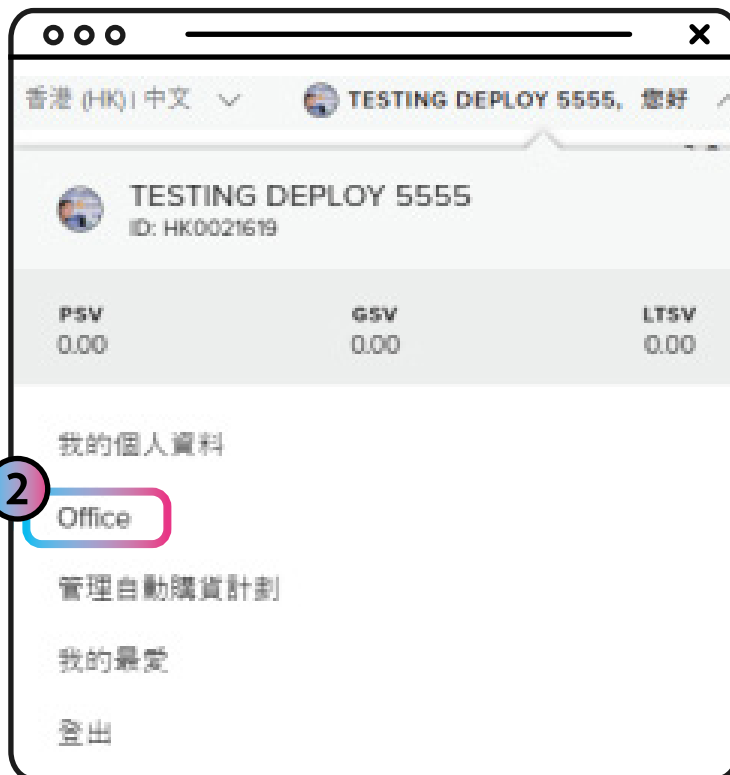 香港 (HK) | 中文
TESTING DEPLOY 5555, 您好
TESTING DEPLOY 5555
ID: HK0021619
PSV GSV LTSV
0.00 0.00 0.00
我的個人資料
2
Office
管理自動購貨計劃
我的最愛
登出